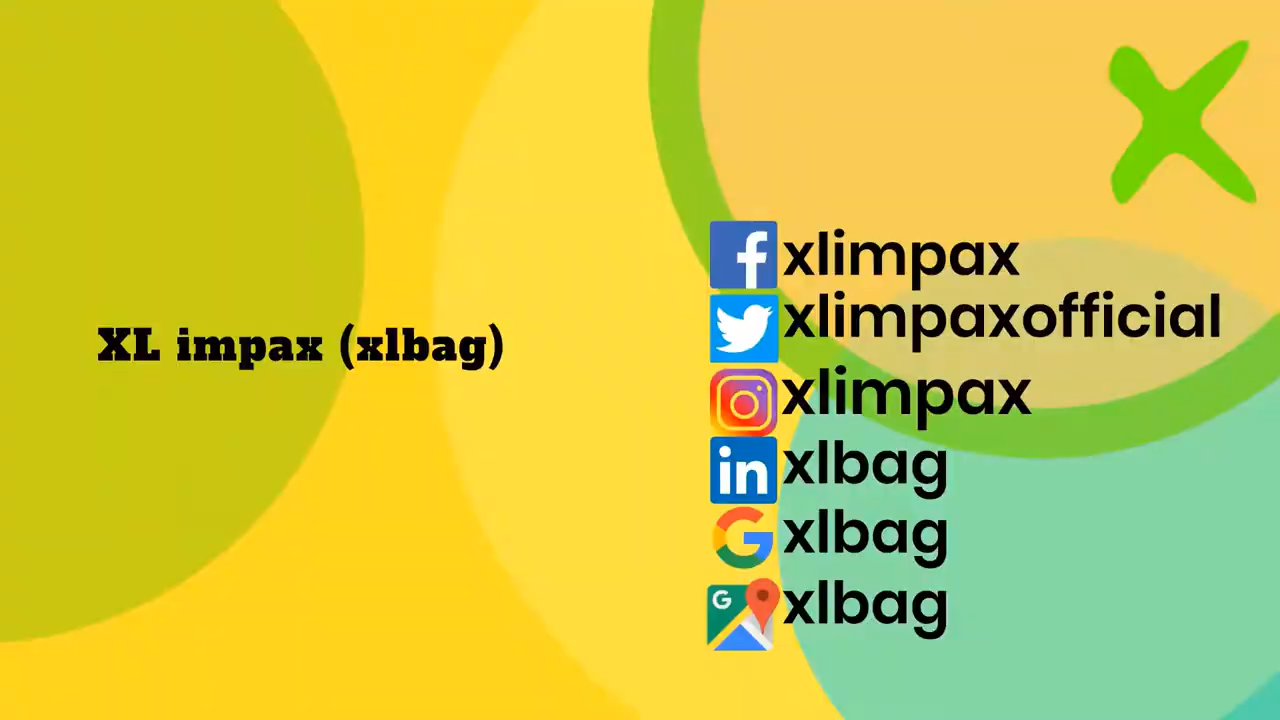 XL impax (xlbag)
xlimpax
xlimpaxofficial
xlimpax
xlbag
xlbag
xlbag